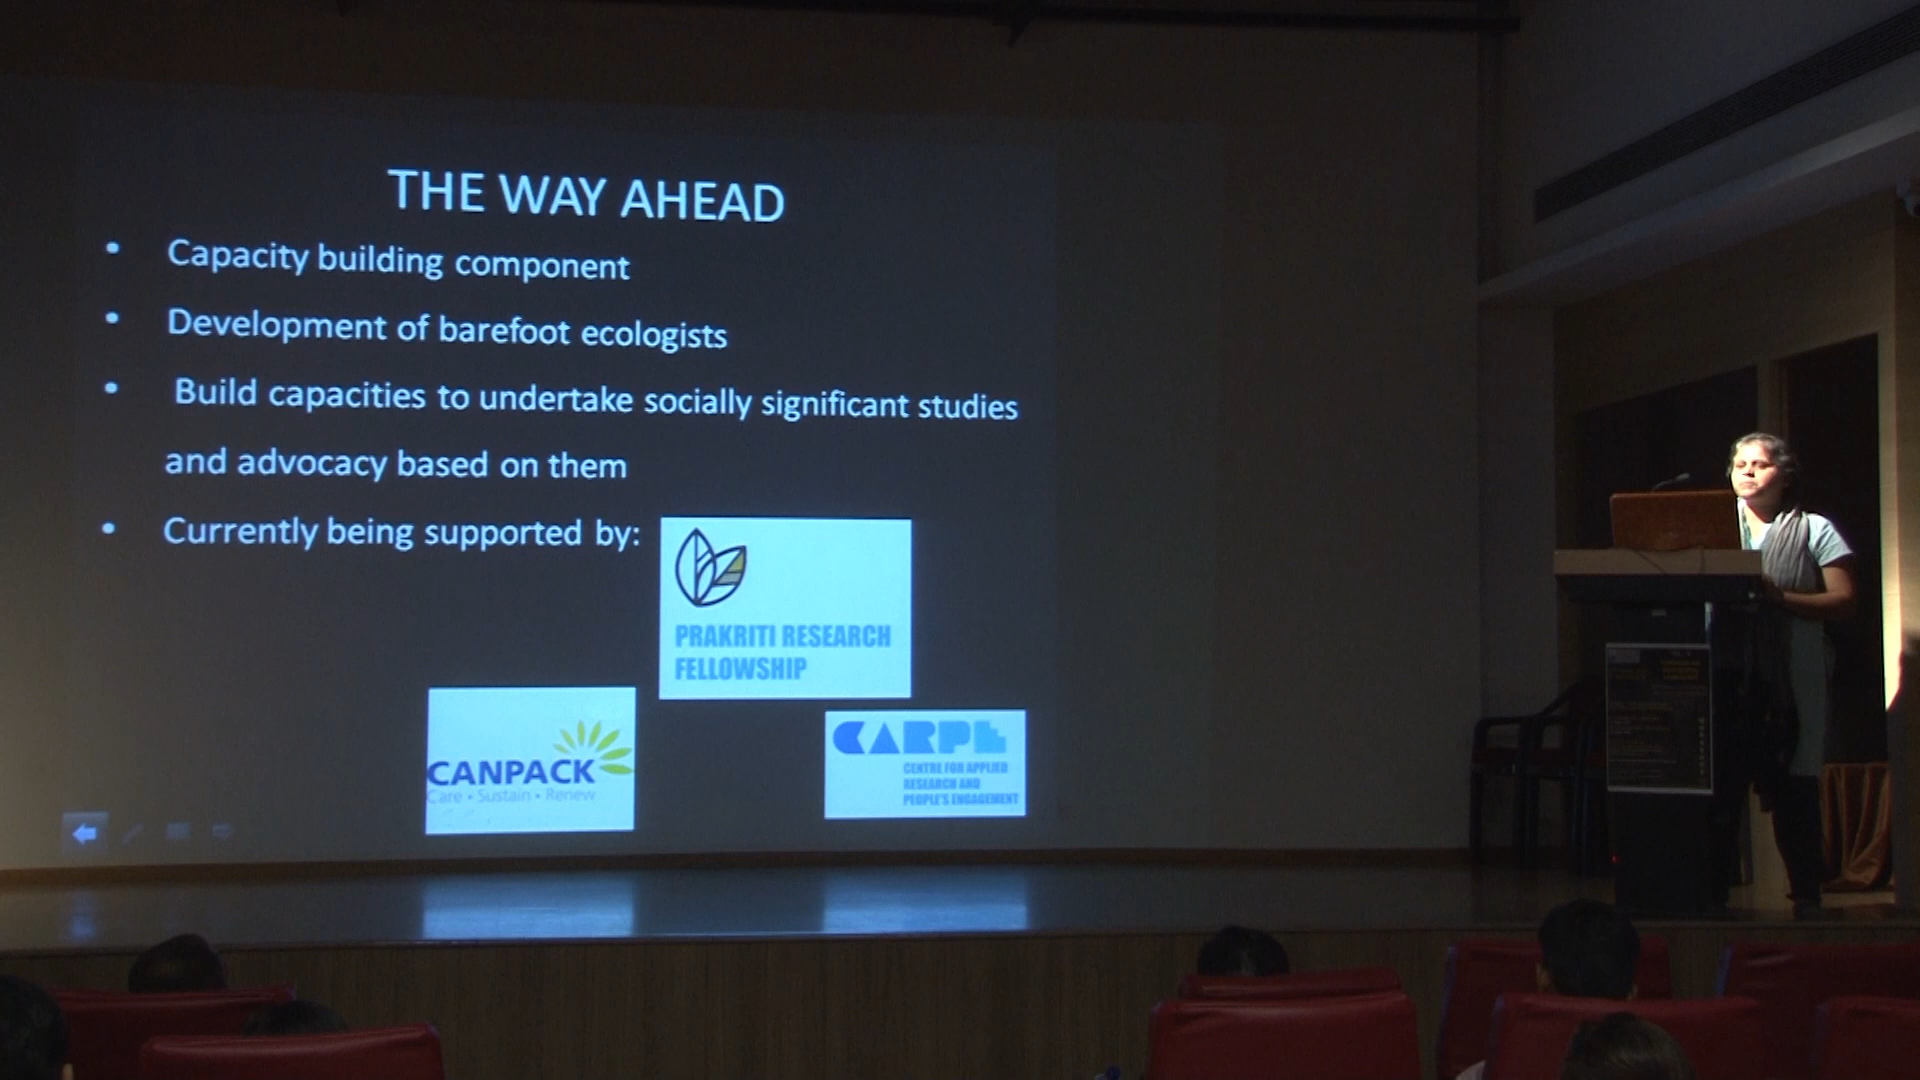 THE WAY AHEAD
• Capacity building component
• Development of barefoot ecologists
• Build capacities to undertake socially significant studies
and advocacy based on them
• Currently being supported by:
PRAKRITI RESEARCH
FELLOWSHIP
CANPACK
Care • Sustain • Renew
CARPE
CENTRE FOR APPLIED
RESEARCH AND
PEOPLE'S ENGAGEMENT